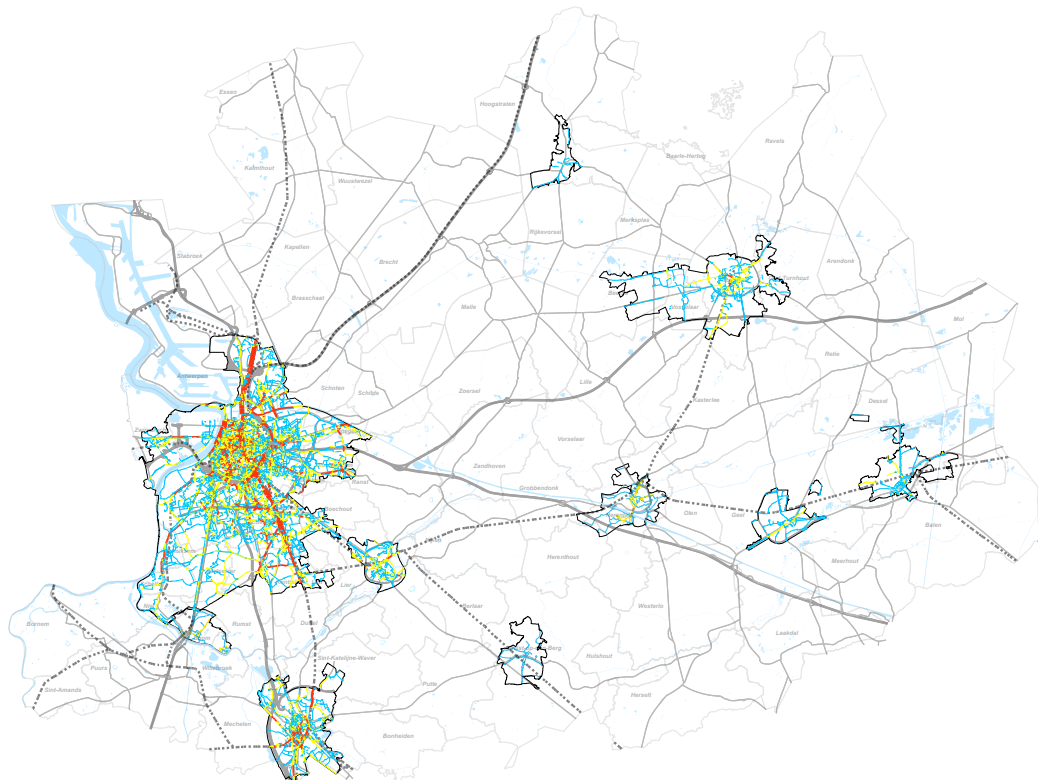 Essen
Hoogstraten
Kalmthout
Baarle-Hertog
Ravels
Wuustwezel
Merksplas
Rijkevorsel
Kapellen
Stabroek
Brecht
Arendonk
Turnhout
Brasschaat
Malle
Mol
Retie
Antwerpen
Schoten
Schilde
Zoersel
Lille
Kasterlee
Dessel
Vorselaar
Zandhoven
Ranst
Grobbendonk
Olen
Geel
Boechout
Balen
Herenthout
Meerhout
Lier
Berlaar
Westerlo
Bornem
Rumst
Duffel
Laakdal
Sint-Katelijne-Waver
Hulshout
Puurs
Willebroek
Putte
Sint-Amands
Herselt
Mechelen
Bonheiden